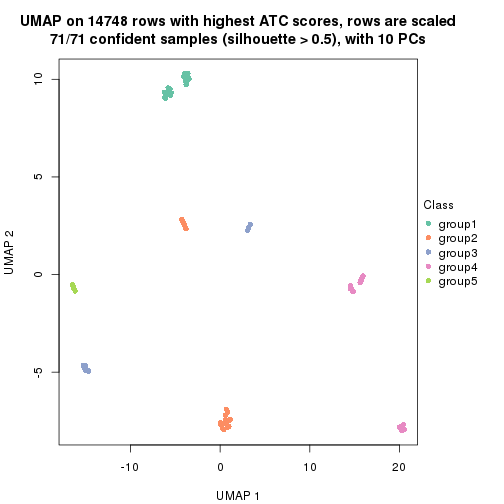 UMAP on 14748 rows with highest ATC scores, rows are scaled
71/71 confident samples (silhouette > 0.5), with 10 PCs
10
5
0
-5
UMAP 2
-10
0
10
20
UMAP 1
Class
group1
group2
group3
group4
group5